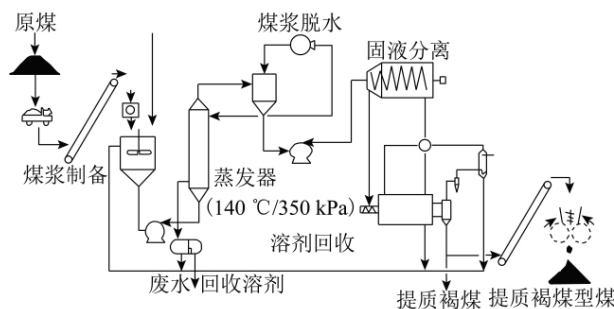 原煤
煤浆脱水
固液分离
煤浆制备
蒸发器
(140 ℃/350 kPa)
溶剂回收
废水
回收溶剂
提质褐煤
提质褐煤型煤